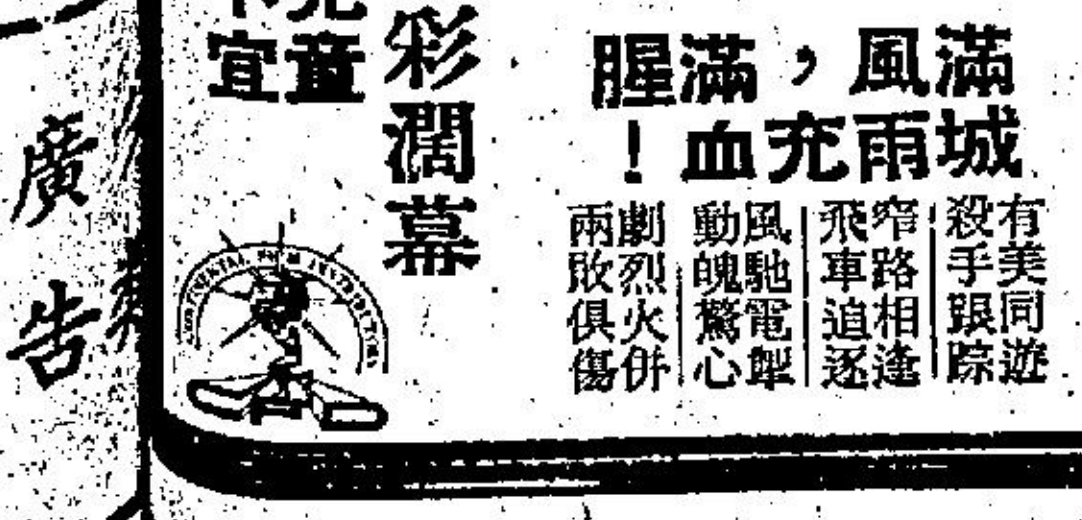 滿城風雨，充滿血腥！
有美同遊
殺手跟踪
窄路相逢
飛車追逐
風馳電掣
動魄驚心
劇烈火併
兩敗俱傷
彩濶幕
童
宜
廣告